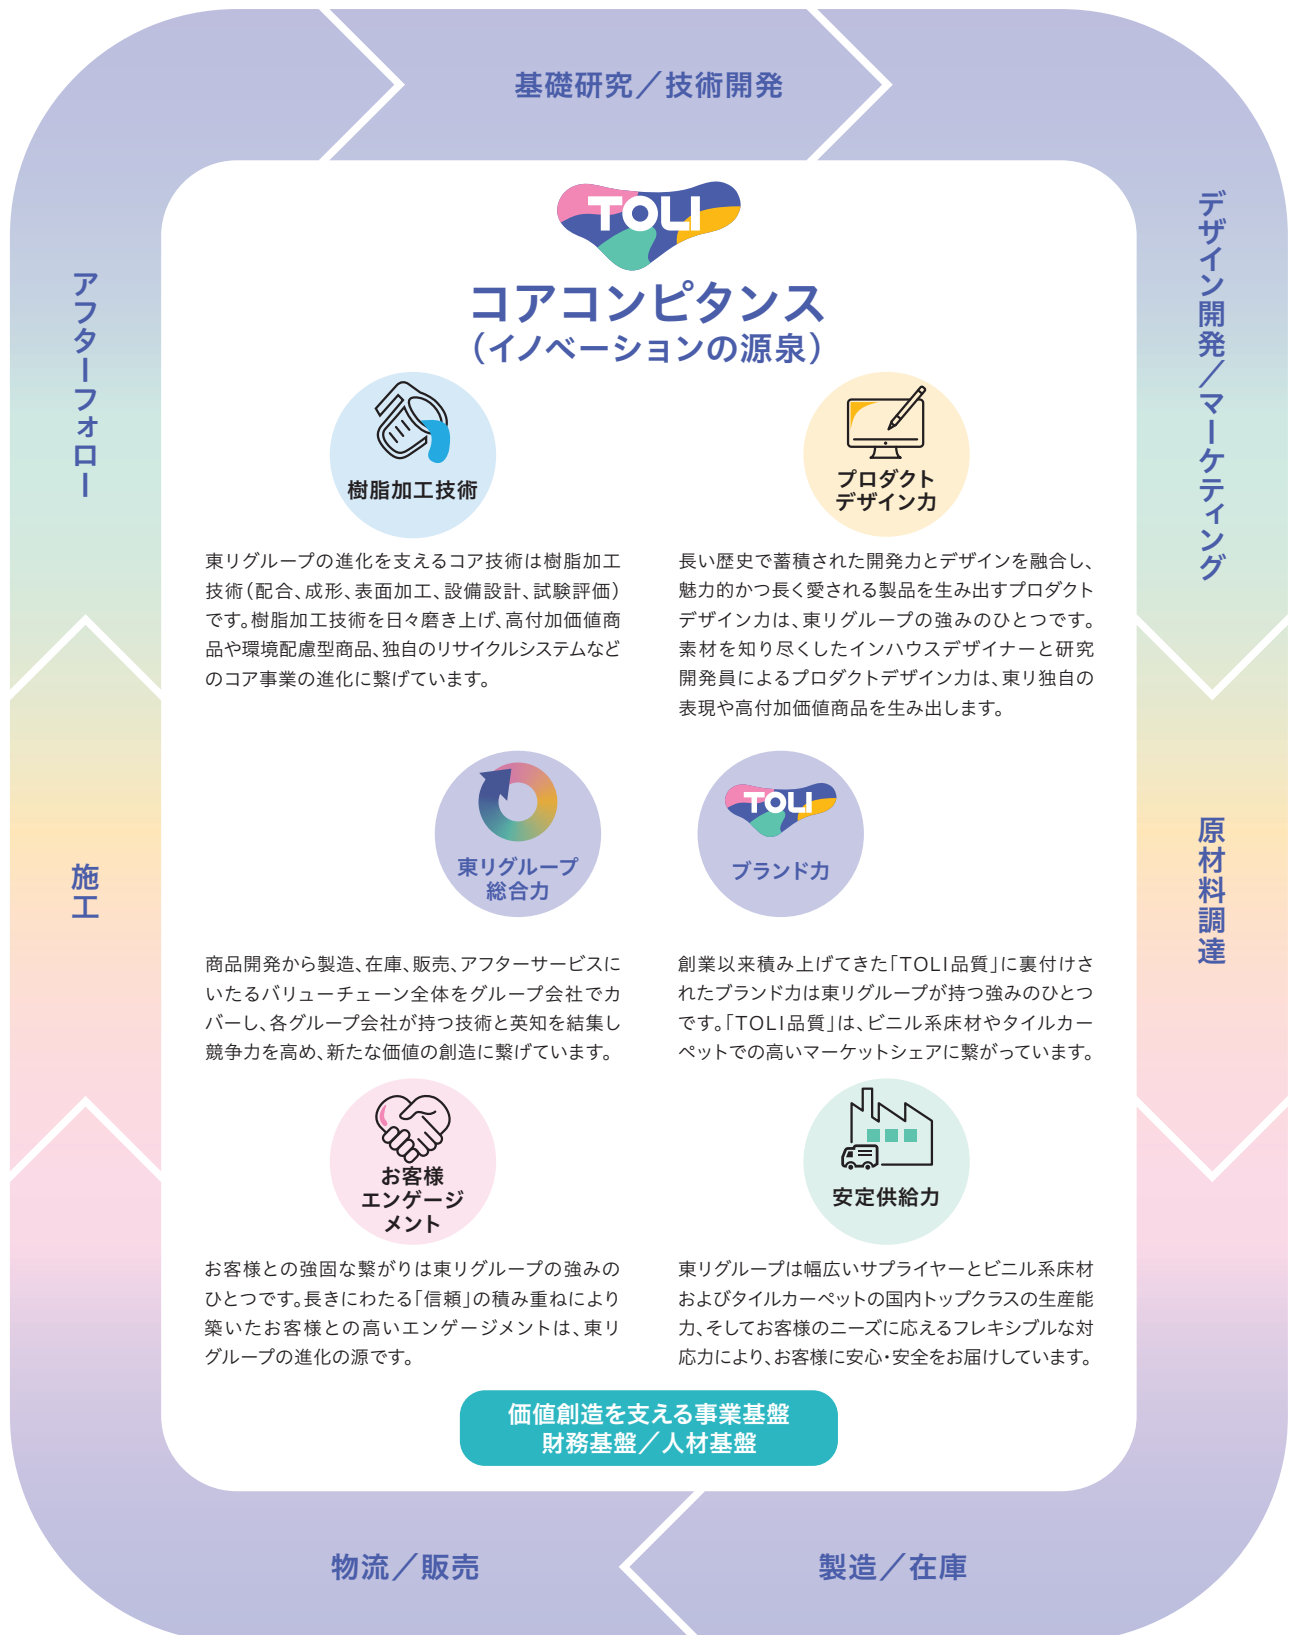 基礎研究／技術開発
デザイン開発／マーケティング
原材料調達
製造／在庫
物流／販売
施工
アフターフォロー
TOLI
コアコンピタンス
（イノベーションの源泉）
樹脂加工技術
東リグループの進化を支えるコア技術は樹脂加工
技術（配合、成形、表面加工、設備設計、試験評価）
です。樹脂加工技術を日々磨き上げ、高付加価値商
品や環境配慮型商品、独自のリサイクルシステムなど
のコア事業の進化に繋げています。
プロダクト
デザイン力
長い歴史で蓄積された開発力とデザインを融合し、
魅力的かつ長く愛される製品を生み出すプロダクト
デザイン力は、東リグループの強みのひとつです。
素材を知り尽くしたインハウスデザイナーと研究
開発員によるプロダクトデザイン力は、東リ独自の
表現や高付加価値商品を生み出します。
東リグループ
総合力
商品開発から製造、在庫、販売、アフターサービスに
いたるバリューチェーン全体をグループ会社でカ
バーし、各グループ会社が持つ技術と英知を結集し
競争力を高め、新たな価値の創造に繋げています。
TOLI
ブランド力
創業以来積み上げてきた「TOLI品質」に裏付けさ
れたブランド力は東リグループが持つ強みのひとつ
です。「TOLI品質」は、ビニル系床材やタイルカー
ペットでの高いマーケットシェアに繋がっています。
お客様
エンゲージ
メント
お客様との強固な繋がりは東リグループの強みの
ひとつです。長きにわたる「信頼」の積み重ねにより
築いたお客様との高いエンゲージメントは、東リ
グループの進化の源です。
安定供給力
東リグループは幅広いサプライヤーとビニル系床材
およびタイルカーペットの国内トップクラスの生産能
力、そしてお客様のニーズに応えるフレキシブルな対
応力により、お客様に安心・安全をお届けしています。
価値創造を支える事業基盤
財務基盤／人材基盤